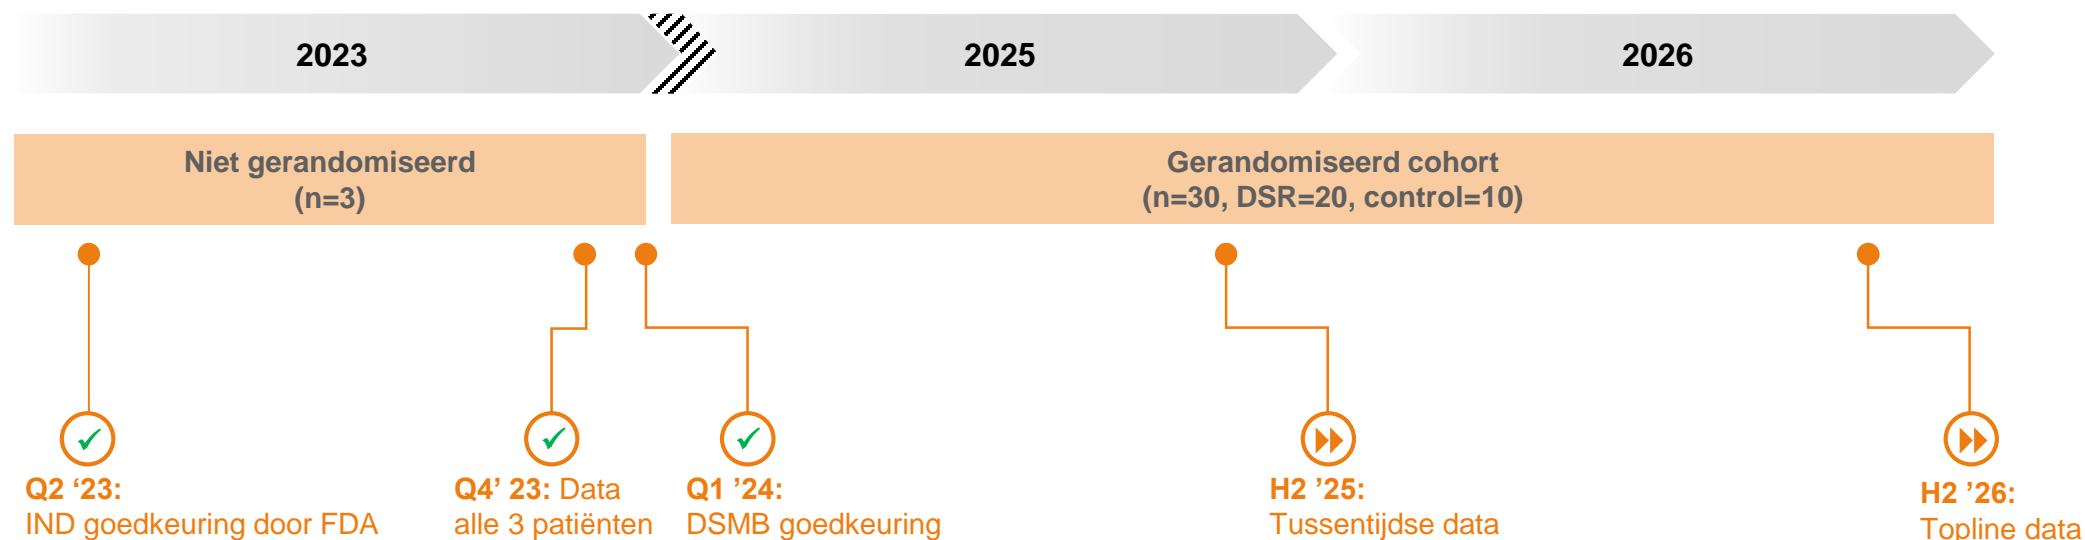 2023
2025
2026
Niet gerandomiseerd
(n=3)
Gerandomiseerd cohort
(n=30, DSR=20, control=10)
Q2 ‘23:
IND goedkeuring door FDA
Q4’ 23: Data
alle 3 patiënten
Q1 ’24:
DSMB goedkeuring
H2 ’25:
Tussentijdse data
H2 ’26:
Topline data